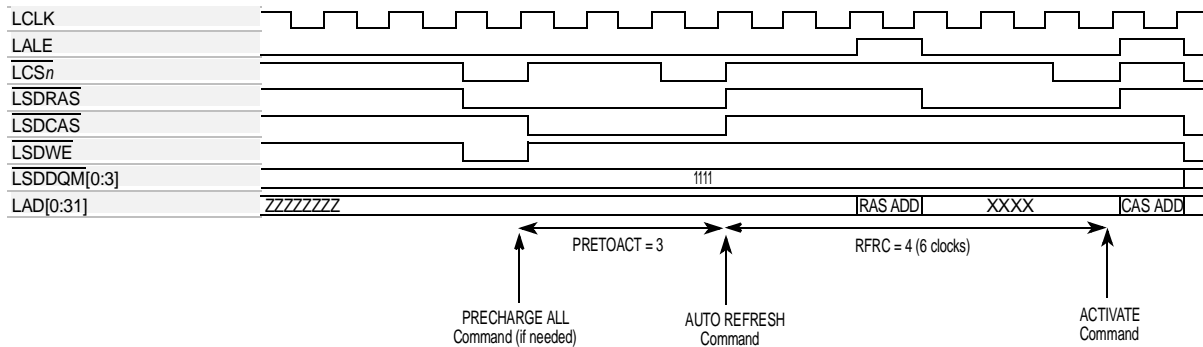 LCLK
LALE
LCSn
LSDRAS
LSDCAS
LSDWE
LSDDQM[0:3] 1111
LAD[0:31] ZZZZZZZZ RAS ADD XXXX CAS ADD
PRETOACT = 3 RFRC = 4 (6 clocks)
PRECHARGE ALL AUTO REFRESH ACTIVATE
Command (if needed) Command Command